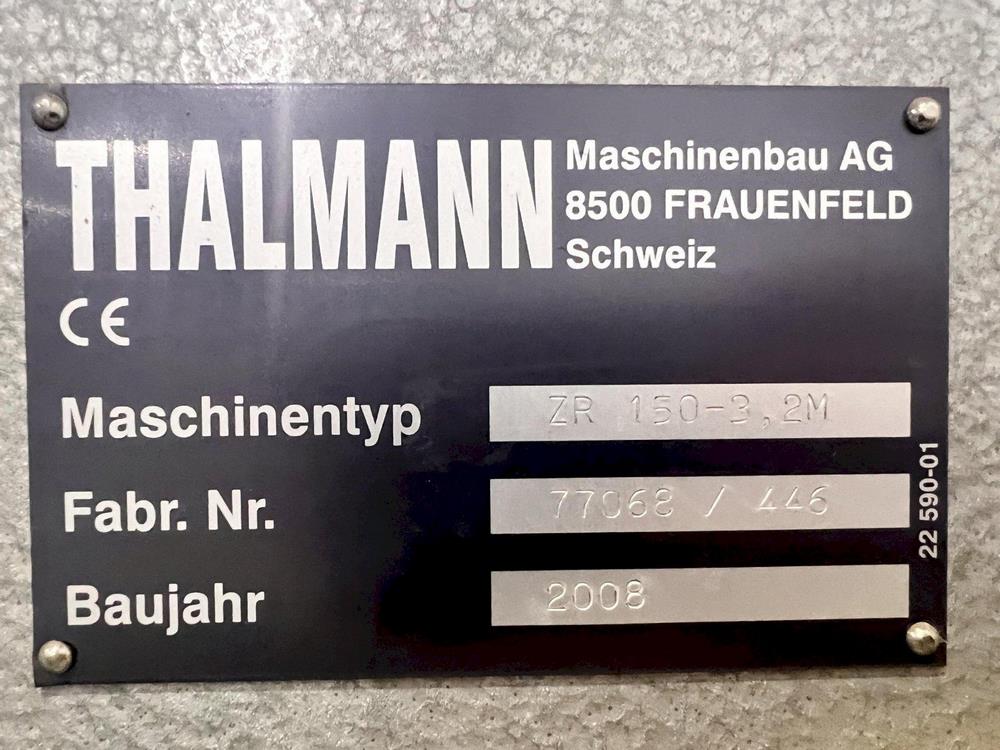 THALMANN
Maschinenbau AG
8500 FRAUENFELD
Schweiz
CE
Maschinentyp ZR 150-3,2M
Fabr. Nr. 77068 / 446
Baujahr 2008
22 590-01